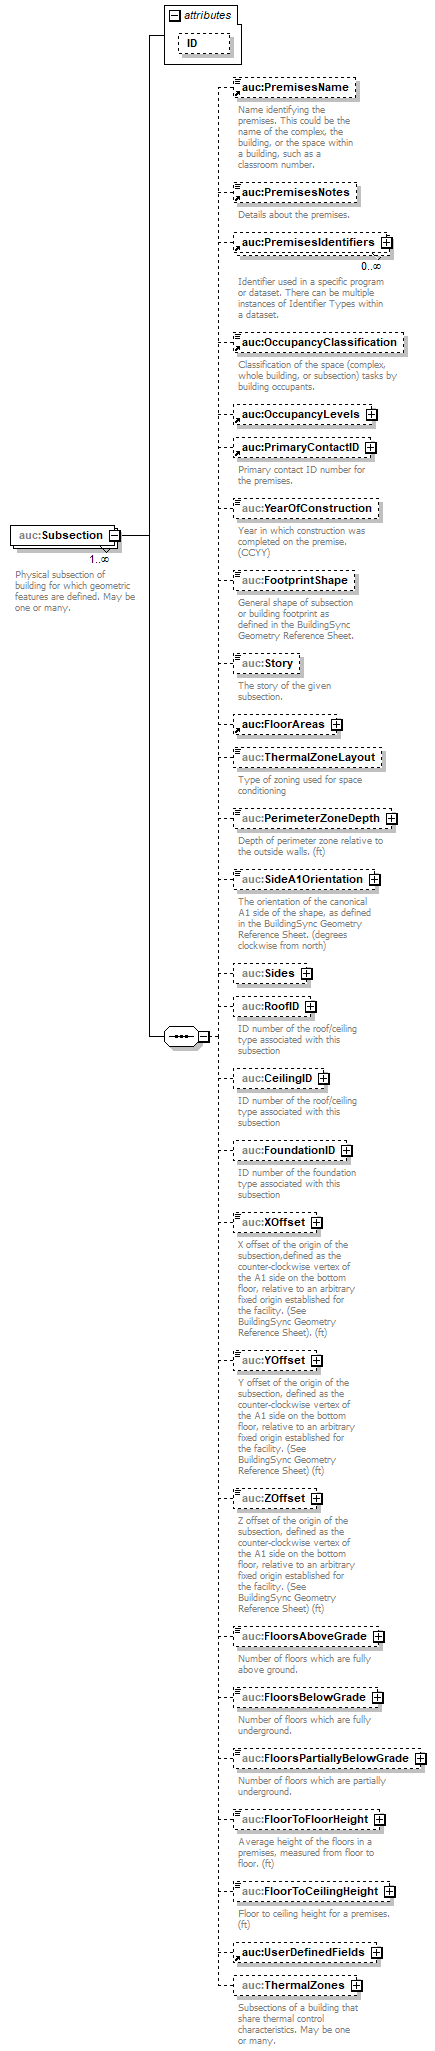 attributes
ID
auc:PremisesName
Name identifying the
premises. This could be the
name of the complex, the
building, or the space within
a building, such as a
classroom number.
auc:PremisesNotes
Details about the premises.
auc:PremisesIdentifiers
0..∞
Identifier used in a specific program
or dataset. There can be multiple
instances of Identifier Types within
a dataset.
auc:OccupancyClassification
Classification of the space (complex,
whole building, or subsection) tasks by
building occupants.
auc:OccupancyLevels
auc:PrimaryContactID
Primary contact ID number for
the premises.
auc:YearOfConstruction
Year in which construction was
completed on the premise.
(CCYY)
auc:Subsection
1..∞
Physical subsection of
building for which geometric
features are defined. May be
one or many.
auc:FootprintShape
General shape of subsection
or building footprint as
defined in the BuildingSync
Geometry Reference Sheet.
auc:Story
The story of the given
subsection.
auc:FloorAreas
auc:ThermalZoneLayout
Type of zoning used for space
conditioning
auc:PerimeterZoneDepth
Depth of perimeter zone relative to
the outside walls. (ft)
auc:SideA1Orientation
The orientation of the canonical
A1 side of the shape, as defined
in the BuildingSync Geometry
Reference Sheet. (degrees
clockwise from north)
auc:Sides
auc:RoofID
ID number of the roof/ceiling
type associated with this
subsection
auc:CeilingID
ID number of the roof/ceiling
type associated with this
subsection
auc:FoundationID
ID number of the foundation
type associated with this
subsection
auc:XOffset
X offset of the origin of the
subsection,defined as the
counter-clockwise vertex of
the A1 side on the bottom
floor, relative to an arbitrary
fixed origin established for
the facility. (See
BuildingSync Geometry
Reference Sheet). (ft)
auc:YOffset
Y offset of the origin of the
subsection, defined as the
counter-clockwise vertex of
the A1 side on the bottom
floor, relative to an arbitrary
fixed origin established for
the facility. (See
BuildingSync Geometry
Reference Sheet) (ft)
auc:ZOffset
Z offset of the origin of the
subsection, defined as the
counter-clockwise vertex of
the A1 side on the bottom
floor, relative to an arbitrary
fixed origin established for
the facility. (See
BuildingSync Geometry
Reference Sheet) (ft)
auc:FloorsAboveGrade
Number of floors which are fully
above ground.
auc:FloorsBelowGrade
Number of floors which are fully
underground.
auc:FloorsPartiallyBelowGrade
Number of floors which are partially
underground.
auc:FloorToFloorHeight
Average height of the floors in a
premises, measured from floor to
floor. (ft)
auc:FloorToCeilingHeight
Floor to ceiling height for a premises.
(ft)
auc:UserDefinedFields
auc:ThermalZones
Subsections of a building that
share thermal control
characteristics. May be one
or many.